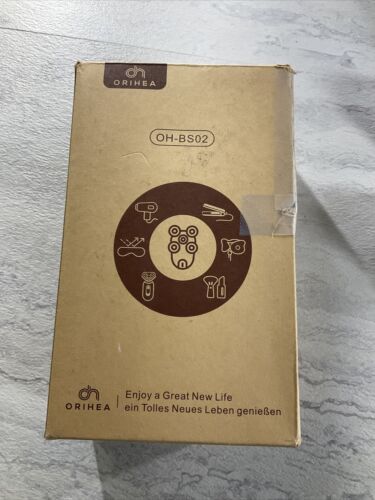 ORIHEA
OH-BS02
ORIHEA
Enjoy a Great New Life
ein Tolles Neues Leben genießen